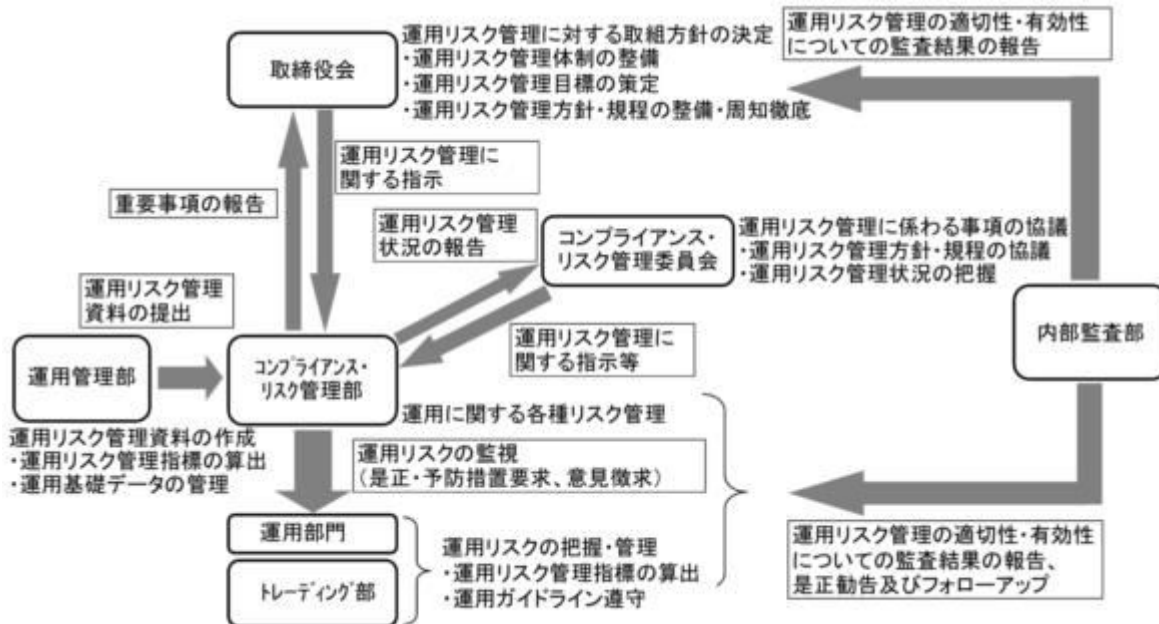 取締役会
運用リスク管理に対する取組方針の決定
・運用リスク管理体制の整備
・運用リスク管理目標の策定
・運用リスク管理方針・規程の整備・周知徹底
運用リスク管理の適切性・有効性
についての監査結果の報告
運用リスク管理に
関する指示
重要事項の報告
運用リスク管理
状況の報告
コンプライアンス・
リスク管理委員会
運用リスク管理に係わる事項の協議
・運用リスク管理方針・規程の協議
・運用リスク管理状況の把握
運用リスク管理
資料の提出
運用リスク管理に
関する指示等
内部監査部
運用管理部
コンプライアンス・
リスク管理部
運用に関する各種リスク管理
運用リスク管理資料の作成
・運用リスク管理指標の算出
・運用基礎データの管理
運用リスクの監視
(是正・予防措置要求、意見徴求)
運用部門
トレーディング部
運用リスクの把握・管理
・運用リスク管理指標の算出
・運用ガイドライン遵守
運用リスク管理の適切性・有効性
についての監査結果の報告、
是正勧告及びフォローアップ